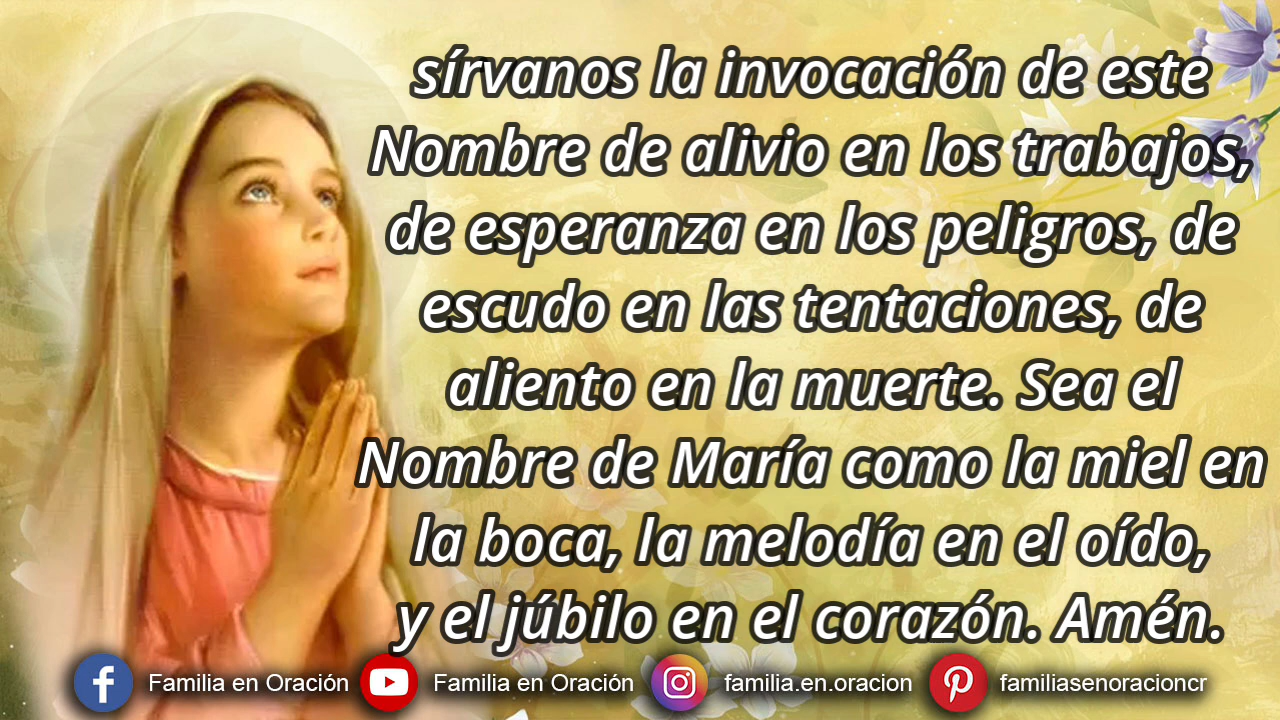 sírvanos la invocación de este
Nombre de alivio en los trabajos,
de esperanza en los peligros, de
escudo en las tentaciones, de
aliento en la muerte. Sea el
Nombre de María como la miel en
la boca, la melodía en el oído,
y el júbilo en el corazón. Amén.
Familia en Oración Familia en Oración familia.en.oracion familiasenoracioncr